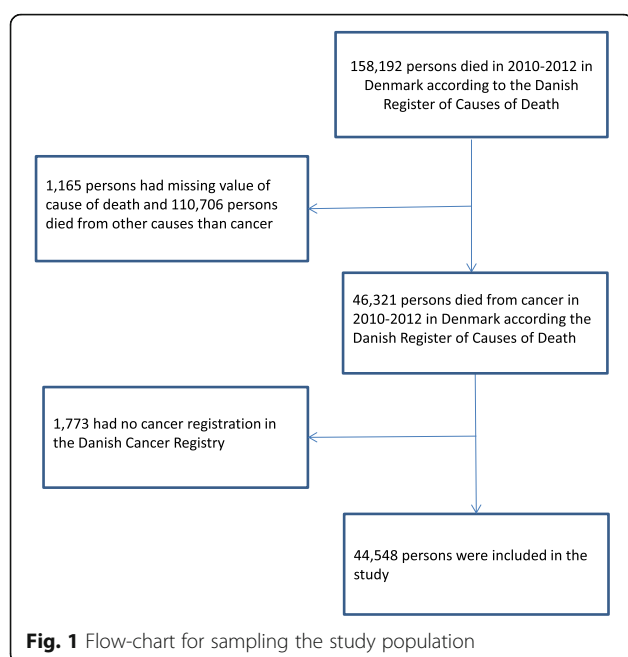 158,192 persons died in 2010-2012 in
Denmark according to the Danish
Register of Causes of Death
1,165 persons had missing value of
cause of death and 110,706 persons
died from other causes than cancer
46,321 persons died from cancer in
2010-2012 in Denmark according the
Danish Register of Causes of Death
1,773 had no cancer registration in
the Danish Cancer Registry
44,548 persons were included in the
study
Fig. 1 Flow-chart for sampling the study population